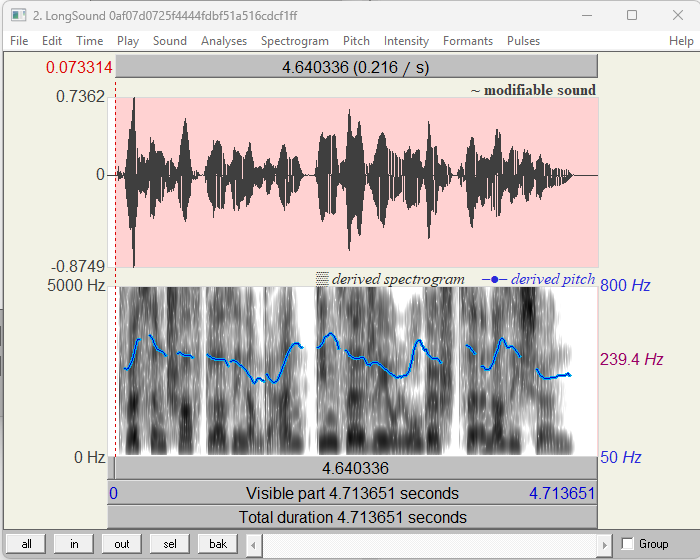 2. LongSound 0af07d0725f4444fdbf51a516cdcf1ff
File Edit Time Play Sound Analyses Spectrogram Pitch Intensity Formants Pulses Help
0.073314 4.640336 (0.216 / s)
~ modifiable sound
0.7362
0
-0.8749
derived spectrogram derived pitch
5000 Hz 800 Hz
239.4 Hz
0 Hz 50 Hz
4.640336
0 Visible part 4.713651 seconds 4.713651
Total duration 4.713651 seconds
all in out sel bak Group